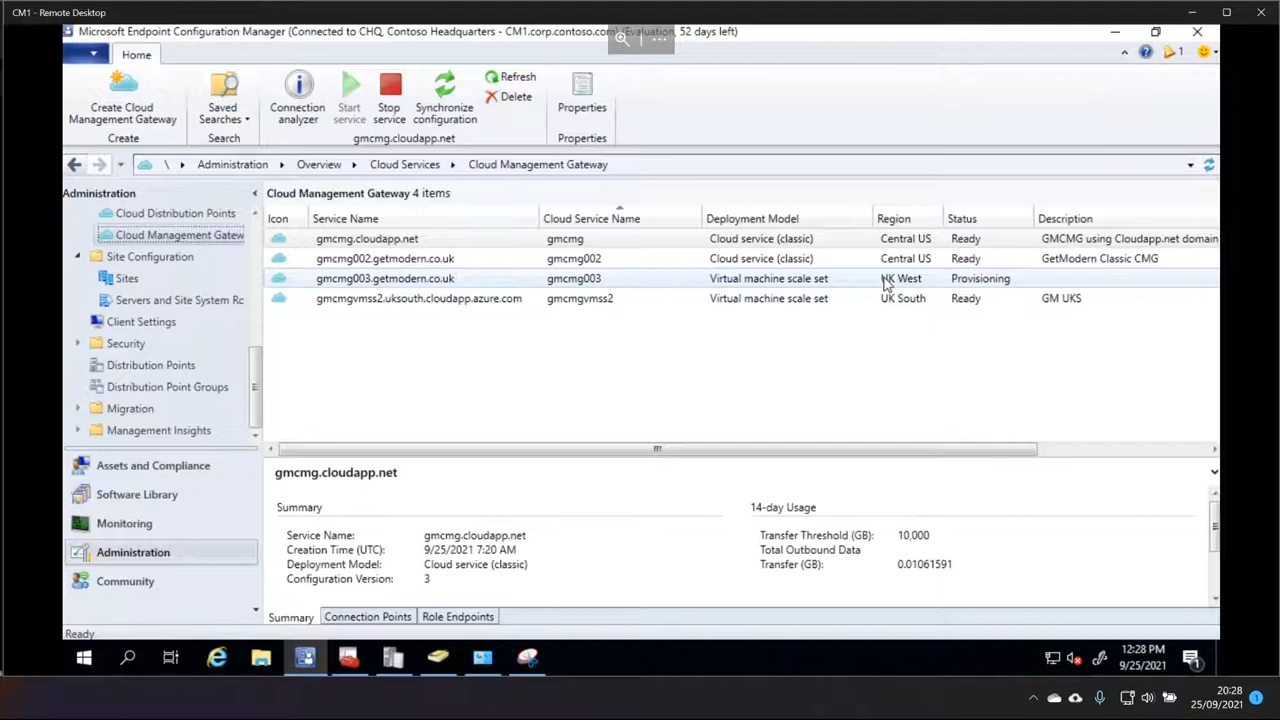 CM1 - Remote Desktop
Microsoft Endpoint Configuration Manager (Connected to CHQ, Contoso Headquarters - CM1.corp.contoso.com) (Evaluation, 52 days left)
Home
1
Create Cloud
Management Gateway
Saved
Searches
Connection
analyzer
Start
service
Stop
service
Synchronize
configuration
Refresh
Delete
Properties
Create
Search
gmcmg.cloudapp.net
Properties
\ Administration Overview Cloud Services Cloud Management Gateway
Administration
Cloud Distribution Points
Cloud Management Gatew
Site Configuration
Sites
Servers and Site System Rc
Client Settings
Security
Distribution Points
Distribution Point Groups
Migration
Management Insights
Assets and Compliance
Software Library
Monitoring
Administration
Community
Cloud Management Gateway 4 items
Icon Service Name Cloud Service Name Deployment Model Region Status Description
gmcmg.cloudapp.net gmcmg Cloud service (classic) Central US Ready GMCMG using Cloudapp.net domain
gmcmg002.getmodern.co.uk gmcmg002 Cloud service (classic) Central US Ready GetModern Classic CMG
gmcmg003.getmodern.co.uk gmcmg003 Virtual machine scale set UK West Provisioning
gmcmgvmss2.uksouth.cloudapp.azure.com gmcmgvmss2 Virtual machine scale set UK South Ready GM UKS
gmcmg.cloudapp.net
Summary
Service Name: gmcmg.cloudapp.net
Creation Time (UTC): 9/25/2021 7:20 AM
Deployment Model: Cloud service (classic)
Configuration Version: 3
14-day Usage
Transfer Threshold (GB): 10,000
Total Outbound Data
Transfer (GB): 0.01061591
Summary Connection Points Role Endpoints
Ready
12:28 PM
9/25/2021
1
20:28
25/09/2021
1